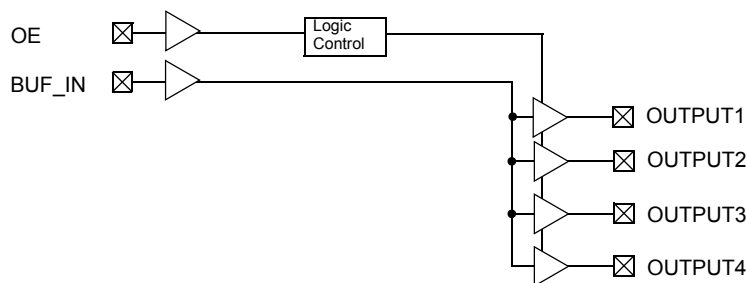 OE
Logic
Control
BUF_IN
OUTPUT1
OUTPUT2
OUTPUT3
OUTPUT4